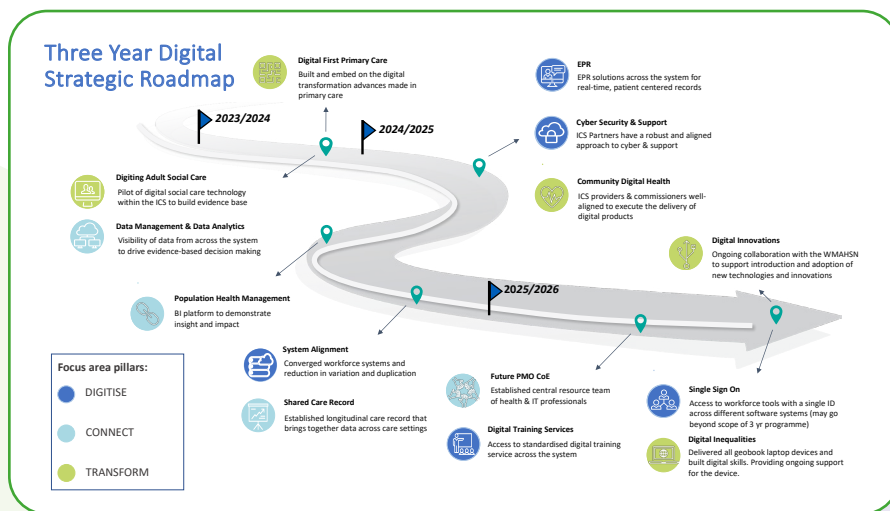 Three Year Digital
Strategic Roadmap
Digital First Primary Care
Built and embed on the digital
transformation advances made in
primary care
EPR
EPR solutions across the system for
real-time, patient centered records
2023/2024
2024/2025
Cyber Security & Support
ICS Partners have a robust and aligned
approach to cyber & support
Digiting Adult Social Care
Pilot of digital social care technology
within the ICS to build evidence base
Community Digital Health
ICS providers & commissioners well-
aligned to execute the delivery of
digital products
Data Management & Data Analytics
Visibility of data from across the system
to drive evidence-based decision making
Digital Innovations
Ongoing collaboration with the WMAHSN
to support introduction and adoption of
new technologies and innovations
Population Health Management
BI platform to demonstrate
insight and impact
2025/2026
System Alignment
Converged workforce systems and
reduction in variation and duplication
Shared Care Record
Established longitudinal care record that
brings together data across care settings
Future PMO CoE
Established central resource team
of health & IT professionals
Digital Training Services
Access to standardised digital training
service across the system
Single Sign On
Access to workforce tools with a single ID
across different software systems (may go
beyond scope of 3 yr programme)
Digital Inequalities
Delivered all geobook laptop devices and
built digital skills. Providing ongoing support
for the device.
Focus area pillars:
DIGITISE
CONNECT
TRANSFORM